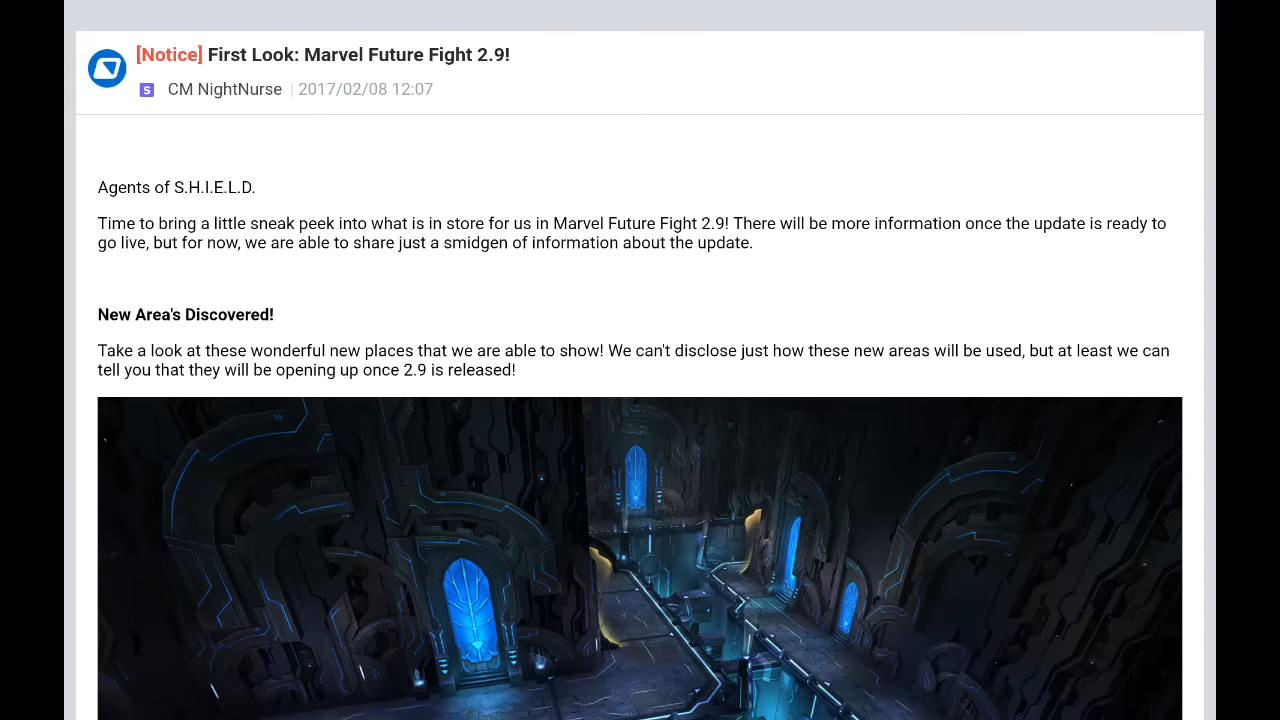 [Notice] First Look: Marvel Future Fight 2.9!
S CM NightNurse | 2017/02/08 12:07
Agents of S.H.I.E.L.D.
Time to bring a little sneak peek into what is in store for us in Marvel Future Fight 2.9! There will be more information once the update is ready to
go live, but for now, we are able to share just a smidgen of information about the update.
New Area's Discovered!
Take a look at these wonderful new places that we are able to show! We can't disclose just how these new areas will be used, but at least we can
tell you that they will be opening up once 2.9 is released!